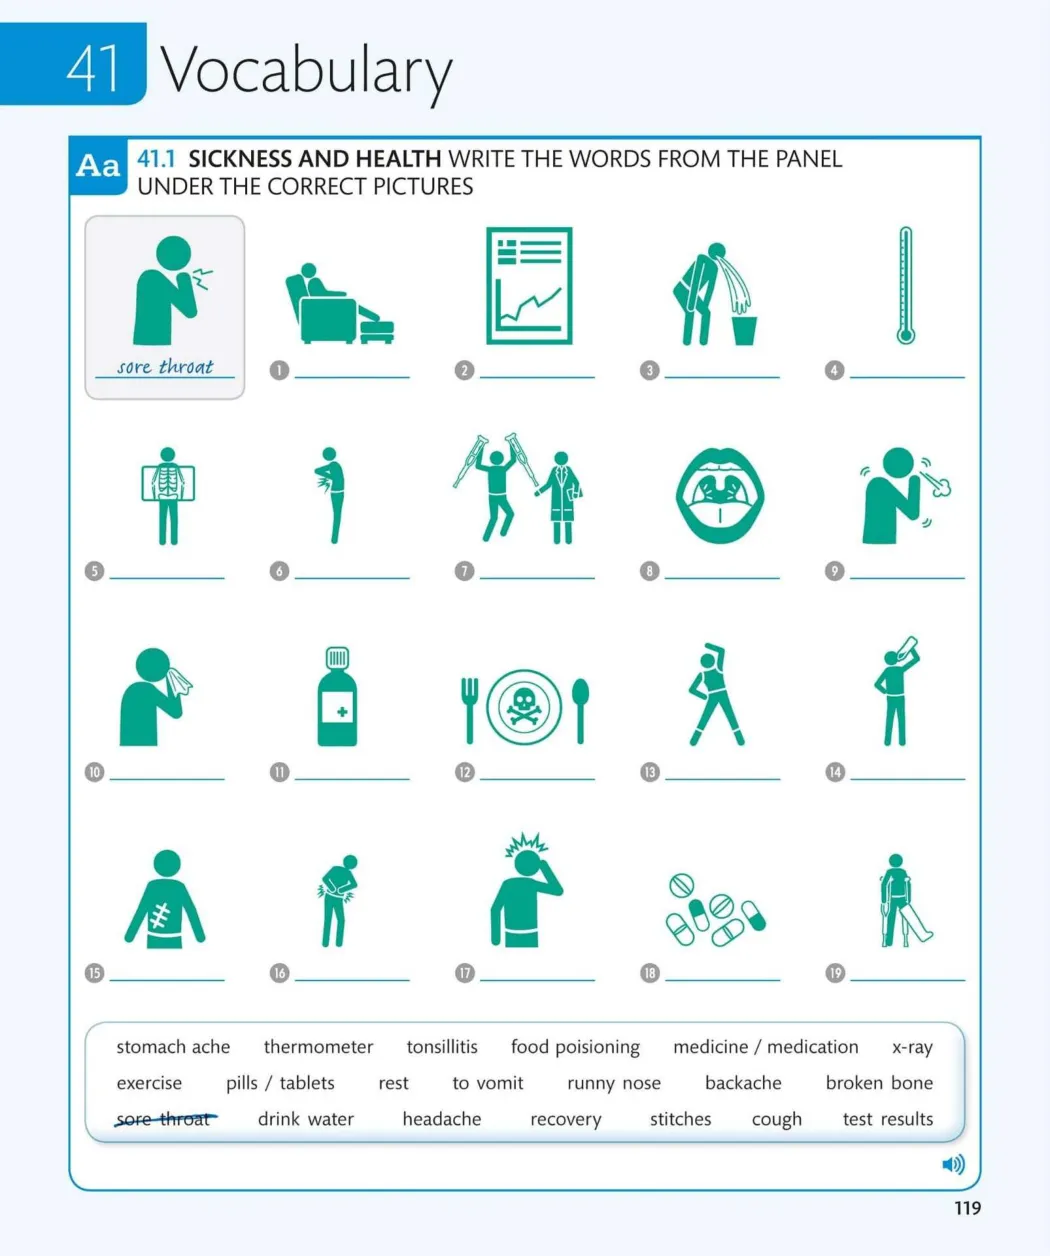 41 Vocabulary
Aa 41.1 SICKNESS AND HEALTH WRITE THE WORDS FROM THE PANEL
UNDER THE CORRECT PICTURES
sore throat 1 2 3 4
5 6 7 8 9
10 11 12 13 14
15 16 17 18 19
stomach ache thermometer tonsillitis food poisioning medicine / medication x-ray
exercise pills / tablets rest to vomit runny nose backache broken bone
sore throat drink water headache recovery stitches cough test results
119